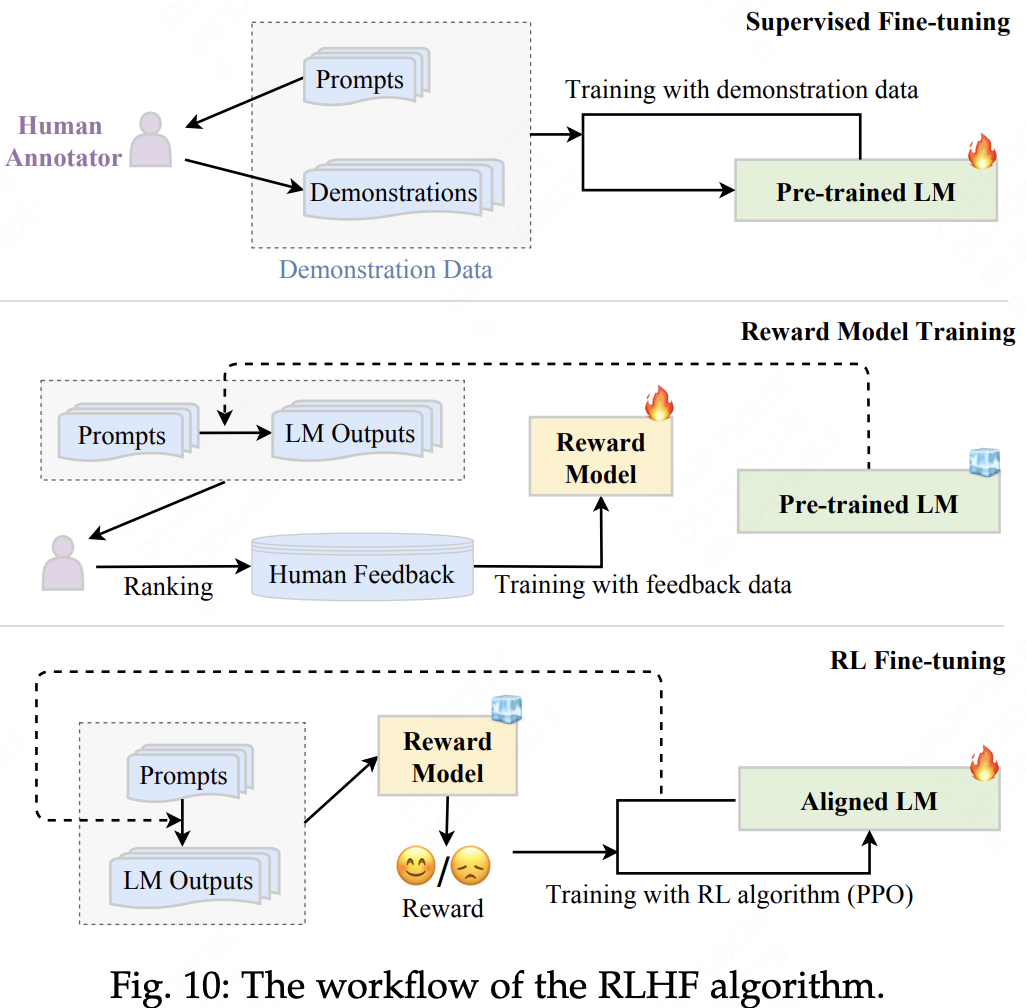 Supervised Fine-tuning
Prompts
Training with demonstration data
Human
Annotator
Demonstrations
Pre-trained LM
Demonstration Data
Reward Model Training
Prompts
LM Outputs
Reward
Model
Pre-trained LM
Ranking
Human Feedback
Training with feedback data
RL Fine-tuning
Prompts
Reward
Model
Aligned LM
LM Outputs
/
Reward
Training with RL algorithm (PPO)
Fig. 10: The workflow of the RLHF algorithm.